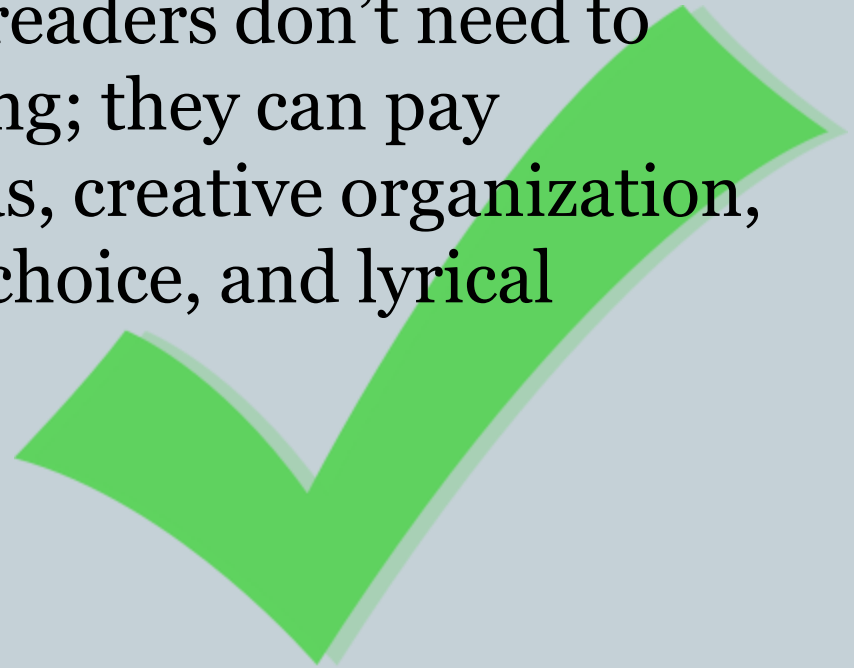 readers don’t need to
ng; they can pay
s, creative organization,
choice, and lyrical